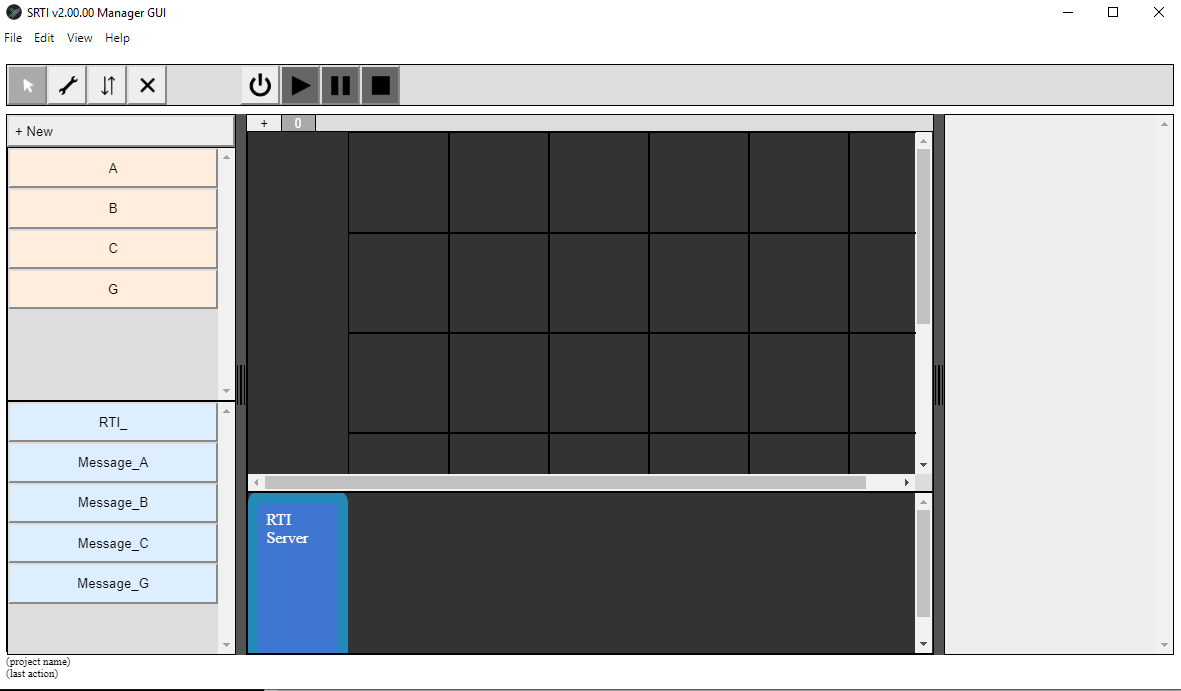 SRTI v2.00.00 Manager GUI
File Edit View Help
+ New
A
B
C
G
RTI_
Message_A
Message_B
Message_C
Message_G
+ 0
RTI
Server
(project name)
(last action)